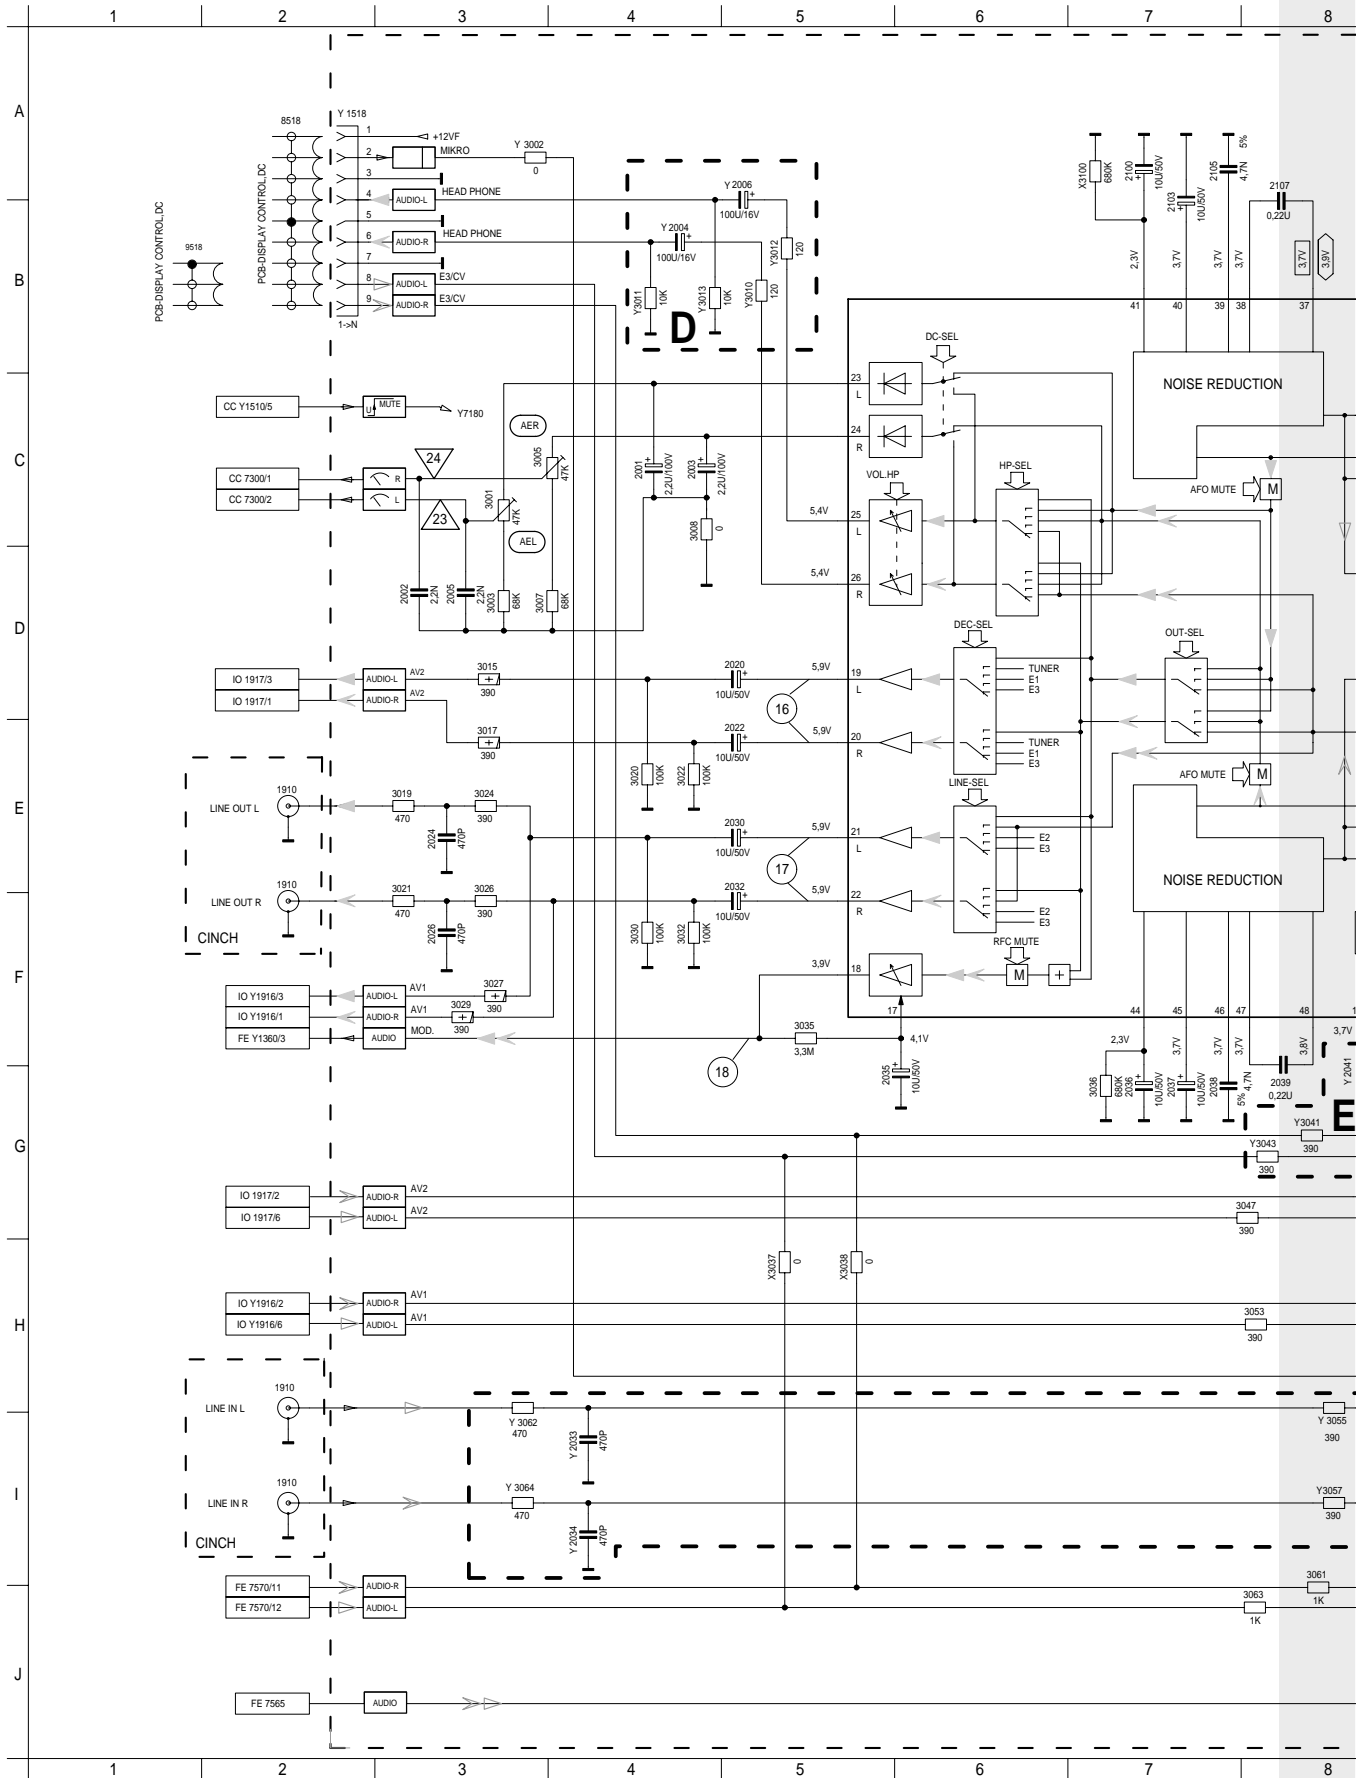 1 2 3 4 5 6 7 8
A
B
C
D
E
F
G
H
I
J
8518
Y 1518
PCB-DISPLAY CONTROL,DC
9518
PCB-DISPLAY CONTROL,DC
1 +12VF
2 MIKRO
3
4 AUDIO-L HEAD PHONE
5
6 AUDIO-R HEAD PHONE
7
8 AUDIO-L E3/CV
9 AUDIO-R E3/CV
1->N
Y 3002
0
Y 2006
100U/16V
Y 2004
100U/16V
Y3012
120
Y3011
10K
Y3013
10K
Y3010
120
D
X3100
680K
2100
10U/50V
2103
10U/50V
2105
4,7N
5%
2107
0,22U
2,3V
3,7V
3,7V
3,7V
3,7V
3,9V
41 40 39 38 37
NOISE REDUCTION
CC Y1510/5
U MUTE
Y7180
CC 7300/1
R
CC 7300/2
L
24
23
AER
AEL
3005
47K
3001
47K
2001
2,2U/100V
2003
2,2U/100V
3008
0
2002
2,2N
2005
2,2N
3003
68K
3007
68K
23
L
24
R
DC-SEL
VOL.HP
HP-SEL
5,4V
25
L
5,4V
26
R
AFO MUTE
M
IO 1917/3
AUDIO-L
AV2
IO 1917/1
AUDIO-R
AV2
3015
390
3017
390
2020
10U/50V
2022
10U/50V
3020
100K
3022
100K
16
5,9V
19
L
5,9V
20
R
DEC-SEL
TUNER
E1
E3
TUNER
E1
E3
OUT-SEL
AFO MUTE
M
LINE OUT L
1910
LINE OUT R
1910
CINCH
3019
470
3024
390
2024
470P
3021
470
3026
390
2026
470P
2030
10U/50V
2032
10U/50V
3030
100K
3032
100K
17
5,9V
21
L
5,9V
22
R
LINE-SEL
E2
E3
E2
E3
NOISE REDUCTION
RFC MUTE
M
+
3,9V
18
17
IO Y1916/3
AUDIO-L
AV1
IO Y1916/1
AUDIO-R
AV1
FE Y1360/3
AUDIO
MOD.
3027
390
3029
390
18
3035
3,3M
4,1V
2035
10U/50V
44 45 46 47 48 1
2,3V
3,7V
3,7V
3,7V
3,8V
3,7V
3036
680K
2036
10U/50V
2037
10U/50V
2038
5%
4,7N
2039
0,22U
Y 2041
E
Y3041
390
Y3043
390
IO 1917/2
AUDIO-R
AV2
IO 1917/6
AUDIO-L
AV2
3047
390
X3037
0
X3038
0
IO Y1916/2
AUDIO-R
AV1
IO Y1916/6
AUDIO-L
AV1
3053
390
LINE IN L
1910
LINE IN R
1910
CINCH
Y 3062
470
Y 2033
470P
Y 3064
470
Y 2034
470P
Y 3055
390
Y3057
390
FE 7570/11
AUDIO-R
FE 7570/12
AUDIO-L
3061
1K
3063
1K
FE 7565
AUDIO
1 2 3 4 5 6 7 8